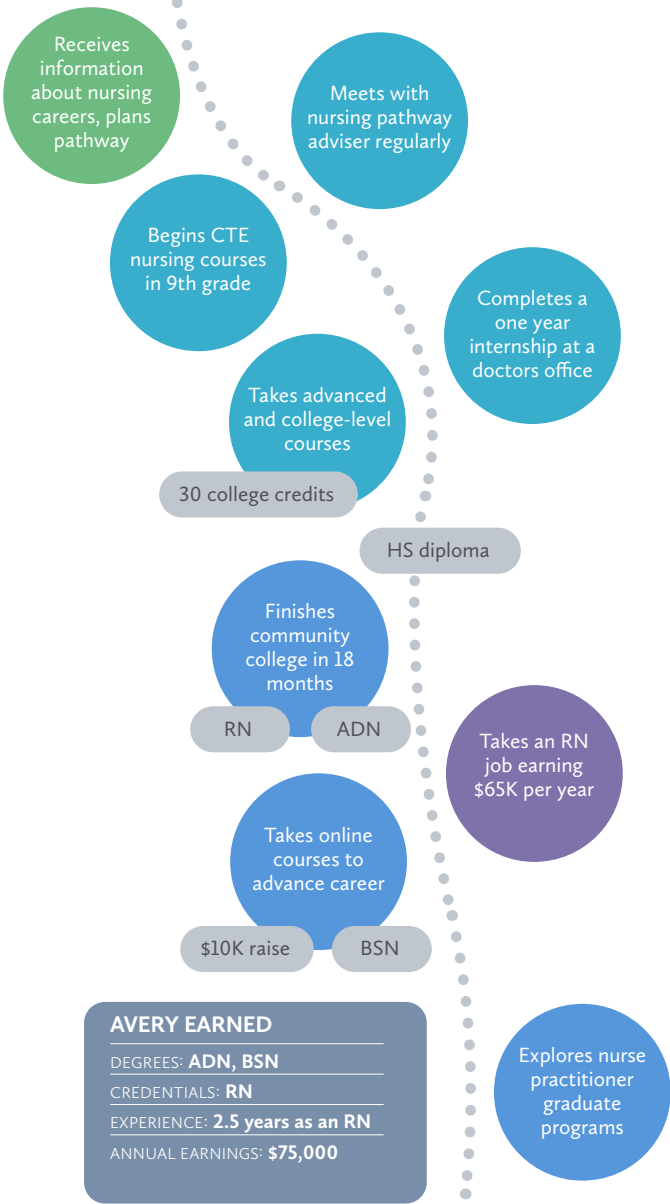 Receives
information
about nursing
careers, plans
pathway
Meets with
nursing pathway
adviser regularly
Begins CTE
nursing courses
in 9th grade
Completes a
one year
internship at a
doctors office
Takes advanced
and college-level
courses
30 college credits
HS diploma
Finishes
community
college in 18
months
RN
ADN
Takes an RN
job earning
$65K per year
Takes online
courses to
advance career
$10K raise
BSN
AVERY EARNED
DEGREES: ADN, BSN
CREDENTIALS: RN
EXPERIENCE: 2.5 years as an RN
ANNUAL EARNINGS: $75,000
Explores nurse
practitioner
graduate
programs